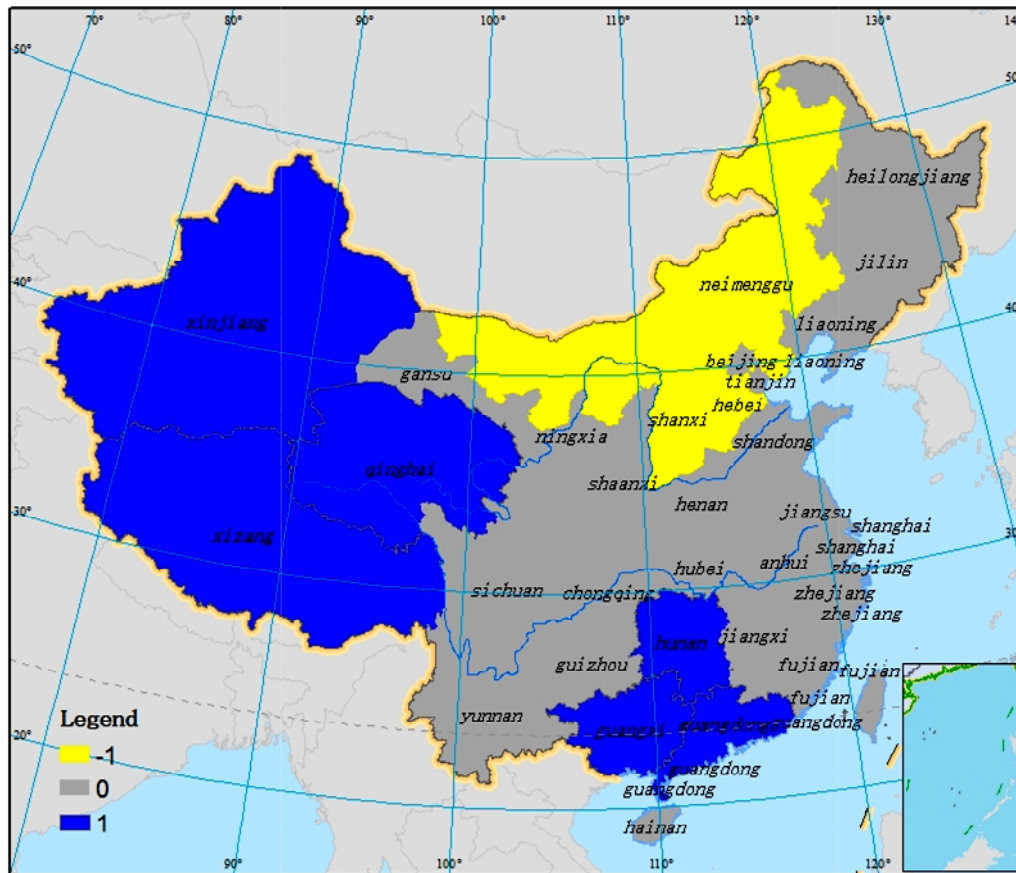 70°
80°
90°
100°
110°
120°
130°
50°
40°
30°
20°
heilongjiang
jilin
neimenggu
xinjiang
liaoning
beijing liaoning
gansu
tianjin
hebei
shanxi
ningxia
shandong
qinghai
shaanxi
henan
jiangsu
shanghai
xizang
shanghai
anhui
hubei
zhejiang
sichuan
chongqing
zhejiang
zhejiang
hunan
jiangxi
guizhou
fujian
fujian
fujian
yunnan
guangxi
guangdong
guangdong
guangdong
guangdong
hainan
Legend
-1
0
1
40°
30°
90°
100°
110°
120°